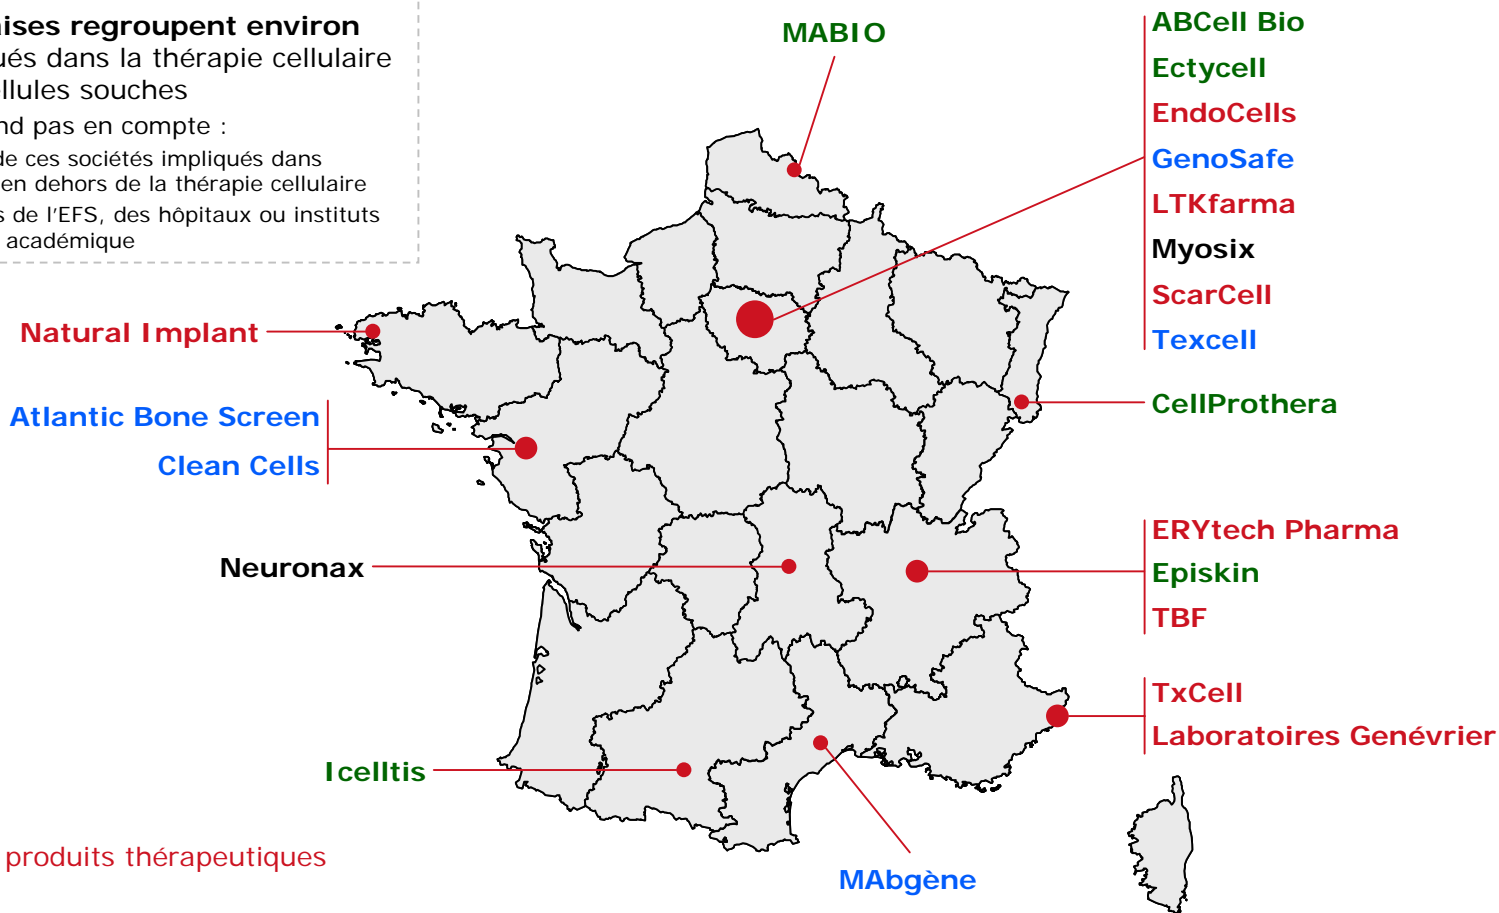 aises regroupent environ
ués dans la thérapie cellulaire
ellules souches
nd pas en compte :
de ces sociétés impliqués dans
en dehors de la thérapie cellulaire
s de l'EFS, des hôpitaux ou instituts
académique
MABIO
ABCell Bio
Ectycell
EndoCells
GenoSafe
LTKfarma
Myosix
ScarCell
Texcell
Natural Implant
CellProthera
Atlantic Bone Screen
Clean Cells
Neuronax
ERYtech Pharma
Episkin
TBF
TxCell
Laboratoires Genévrier
Icelltis
produits thérapeutiques
MAbgène